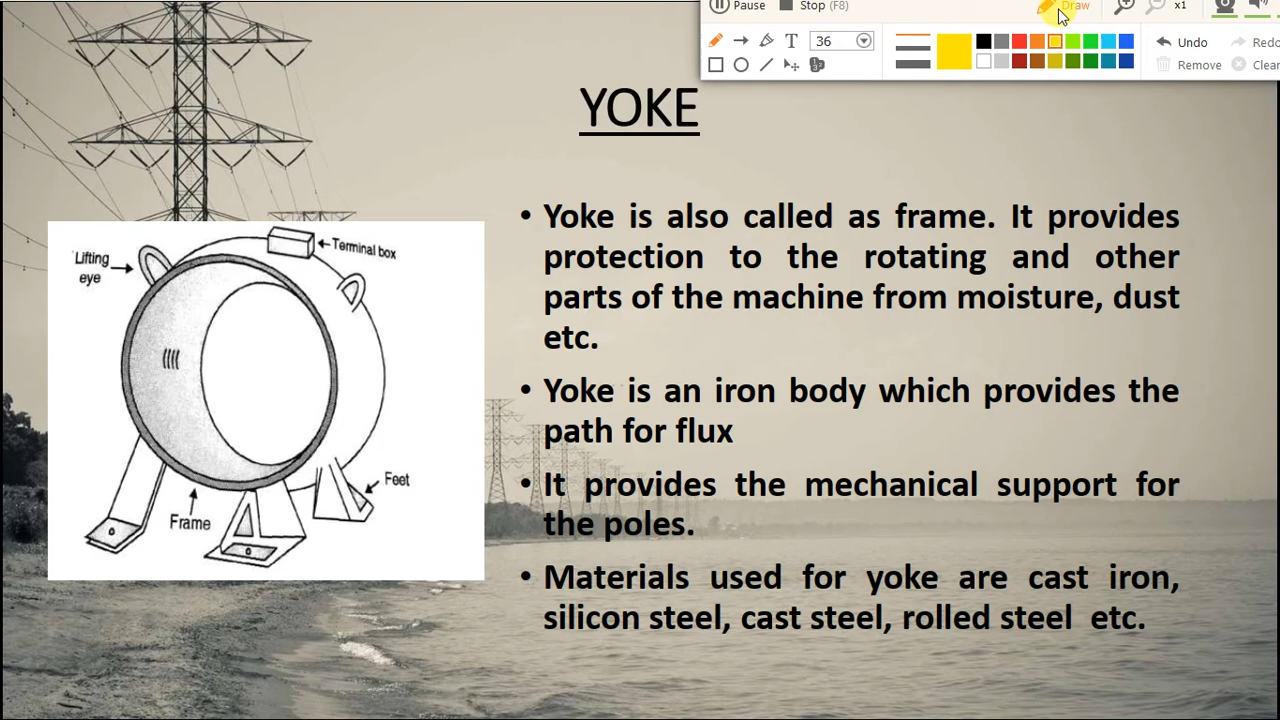 Pause
Stop (F8)
Draw
x1
36
Undo
Redo
Remove
Clear
YOKE
• Yoke is also called as frame. It provides
protection to the rotating and other
parts of the machine from moisture, dust
etc.
• Yoke is an iron body which provides the
path for flux
• It provides the mechanical support for
the poles.
• Materials used for yoke are cast iron,
silicon steel, cast steel, rolled steel etc.
Lifting
eye
Terminal box
Feet
Frame